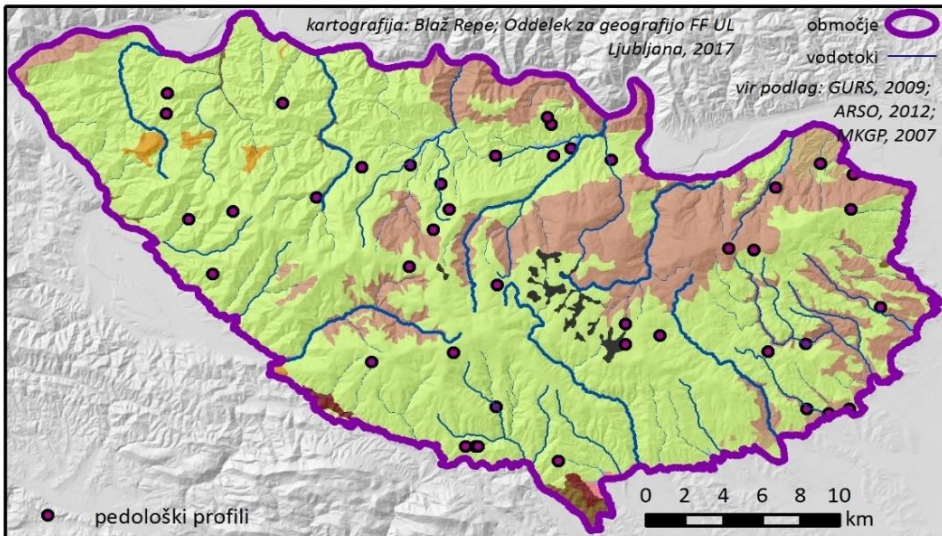 kartografija: Blaž Repe; Oddelek za geografijo FF UL
Ljubljana, 2017
območje
vodotoki
vir podlag: GURS, 2009;
ARSO, 2012;
MKGP, 2007
pedološki profili
0 2 4 6 8 10
km